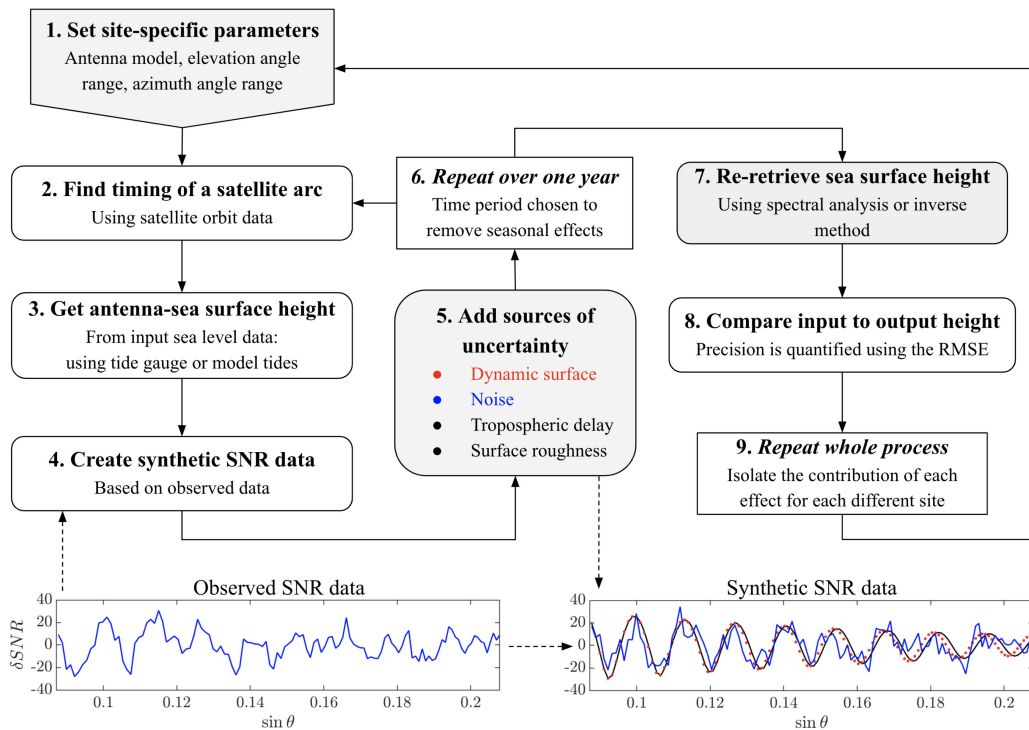 1. Set site-specific parameters
Antenna model, elevation angle
range, azimuth angle range
2. Find timing of a satellite arc
Using satellite orbit data
3. Get antenna-sea surface height
From input sea level data:
using tide gauge or model tides
4. Create synthetic SNR data
Based on observed data
5. Add sources of
uncertainty
Dynamic surface
Noise
Tropospheric delay
Surface roughness
6. Repeat over one year
Time period chosen to
remove seasonal effects
7. Re-retrieve sea surface height
Using spectral analysis or inverse
method
8. Compare input to output height
Precision is quantified using the RMSE
9. Repeat whole process
Isolate the contribution of each
effect for each different site
Observed SNR data
δSNR
40
20
0
-20
-40
0.1 0.12 0.14 0.16 0.18 0.2
sin θ
Synthetic SNR data
40
20
0
-20
-40
0.1 0.12 0.14 0.16 0.18 0.2
sin θ